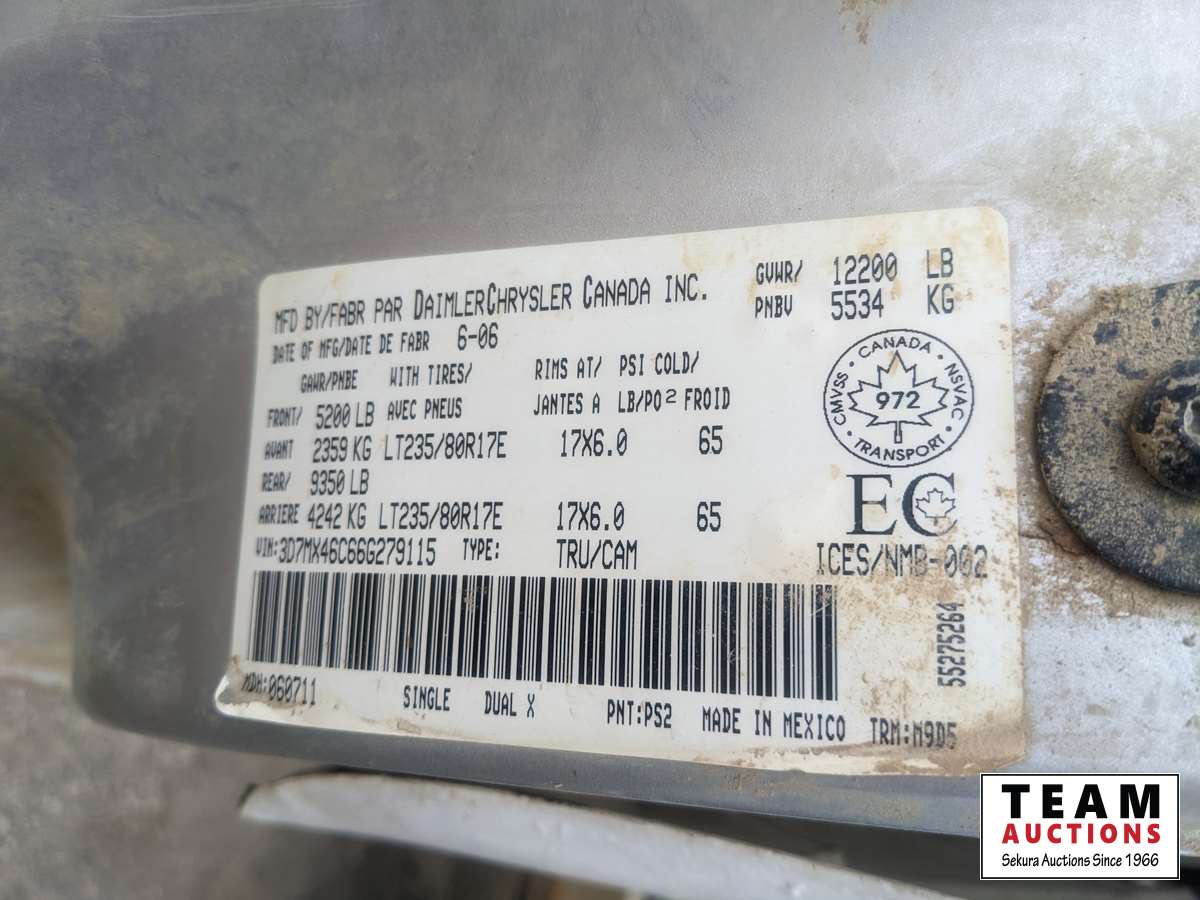 MFD BY/FABR PAR DAIMLERCHRYSLER CANADA INC.
GVWR/ 12200 LB
PNBV 5534 KG
DATE OF MFG/DATE DE FABR 6-06
GAWR/PNBE WITH TIRES/ RIMS AT/ PSI COLD/
FRONT/ 5200 LB AVEC PNEUS JANTES A LB/PO² FROID
AVANT 2359 KG LT235/80R17E 17X6.0 65
REAR/ 9350 LB
ARRIERE 4242 KG LT235/80R17E 17X6.0 65
VIN: 3D7MX46C66G279115 TYPE: TRU/CAM
CANADA · NSVAC · TRANSPORT · CMVSS ·
972
EC
ICES/NMB-002
55275264
MDH:060711 SINGLE DUAL X PNT:PS2 MADE IN MEXICO TRM:M9D5
TEAM
AUCTIONS
Sekura Auctions Since 1966